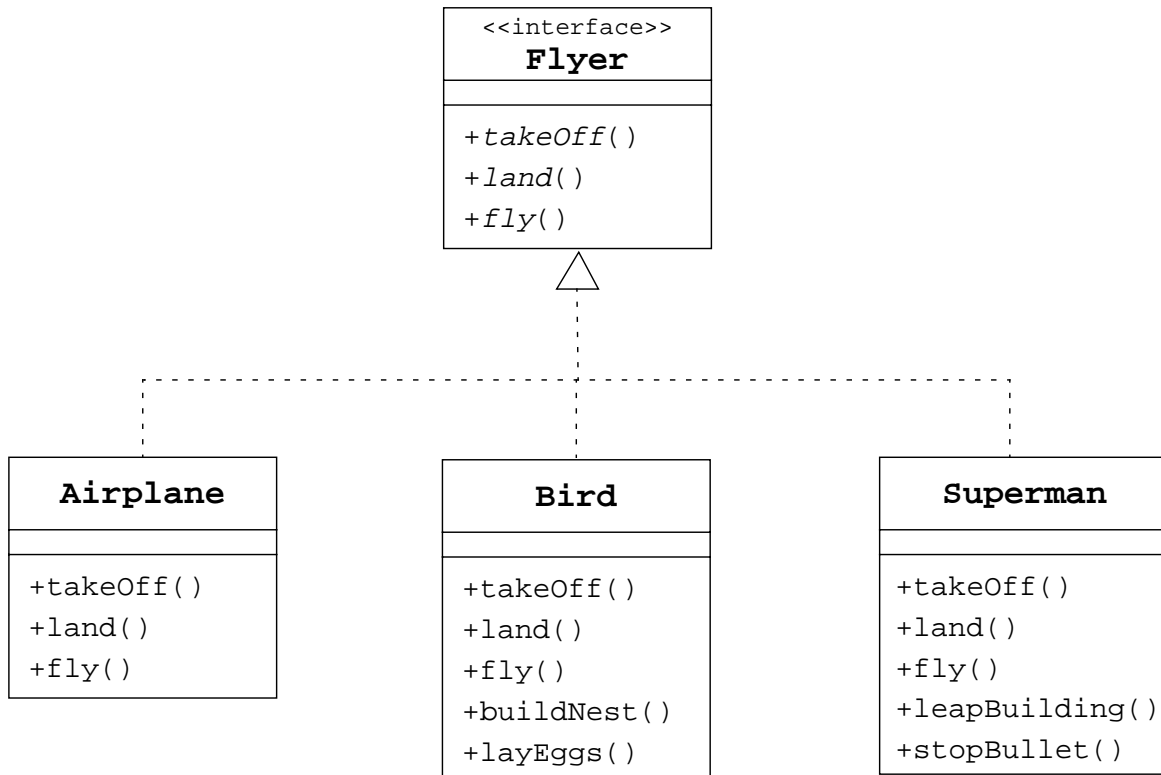 <<interface>>
Flyer
+takeOff()
+land()
+fly()
Airplane
+takeOff()
+land()
+fly()
Bird
+takeOff()
+land()
+fly()
+buildNest()
+layEggs()
Superman
+takeOff()
+land()
+fly()
+leapBuilding()
+stopBullet()